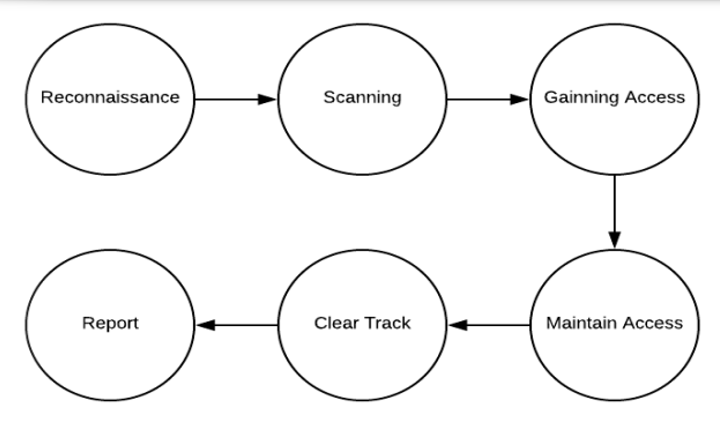 Reconnaissance
Scanning
Gainning Access
Maintain Access
Clear Track
Report